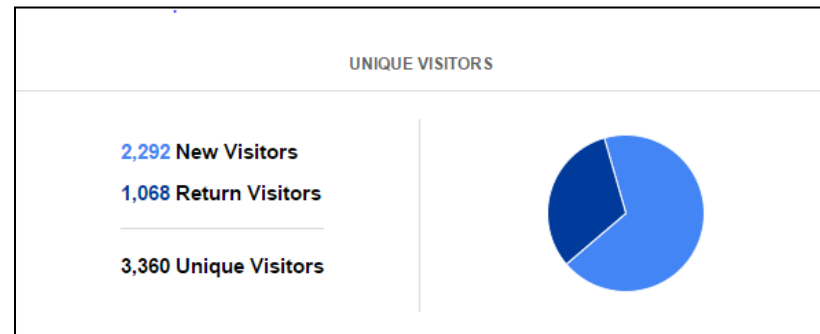 UNIQUE VISITORS
2,292 New Visitors
1,068 Return Visitors
3,360 Unique Visitors